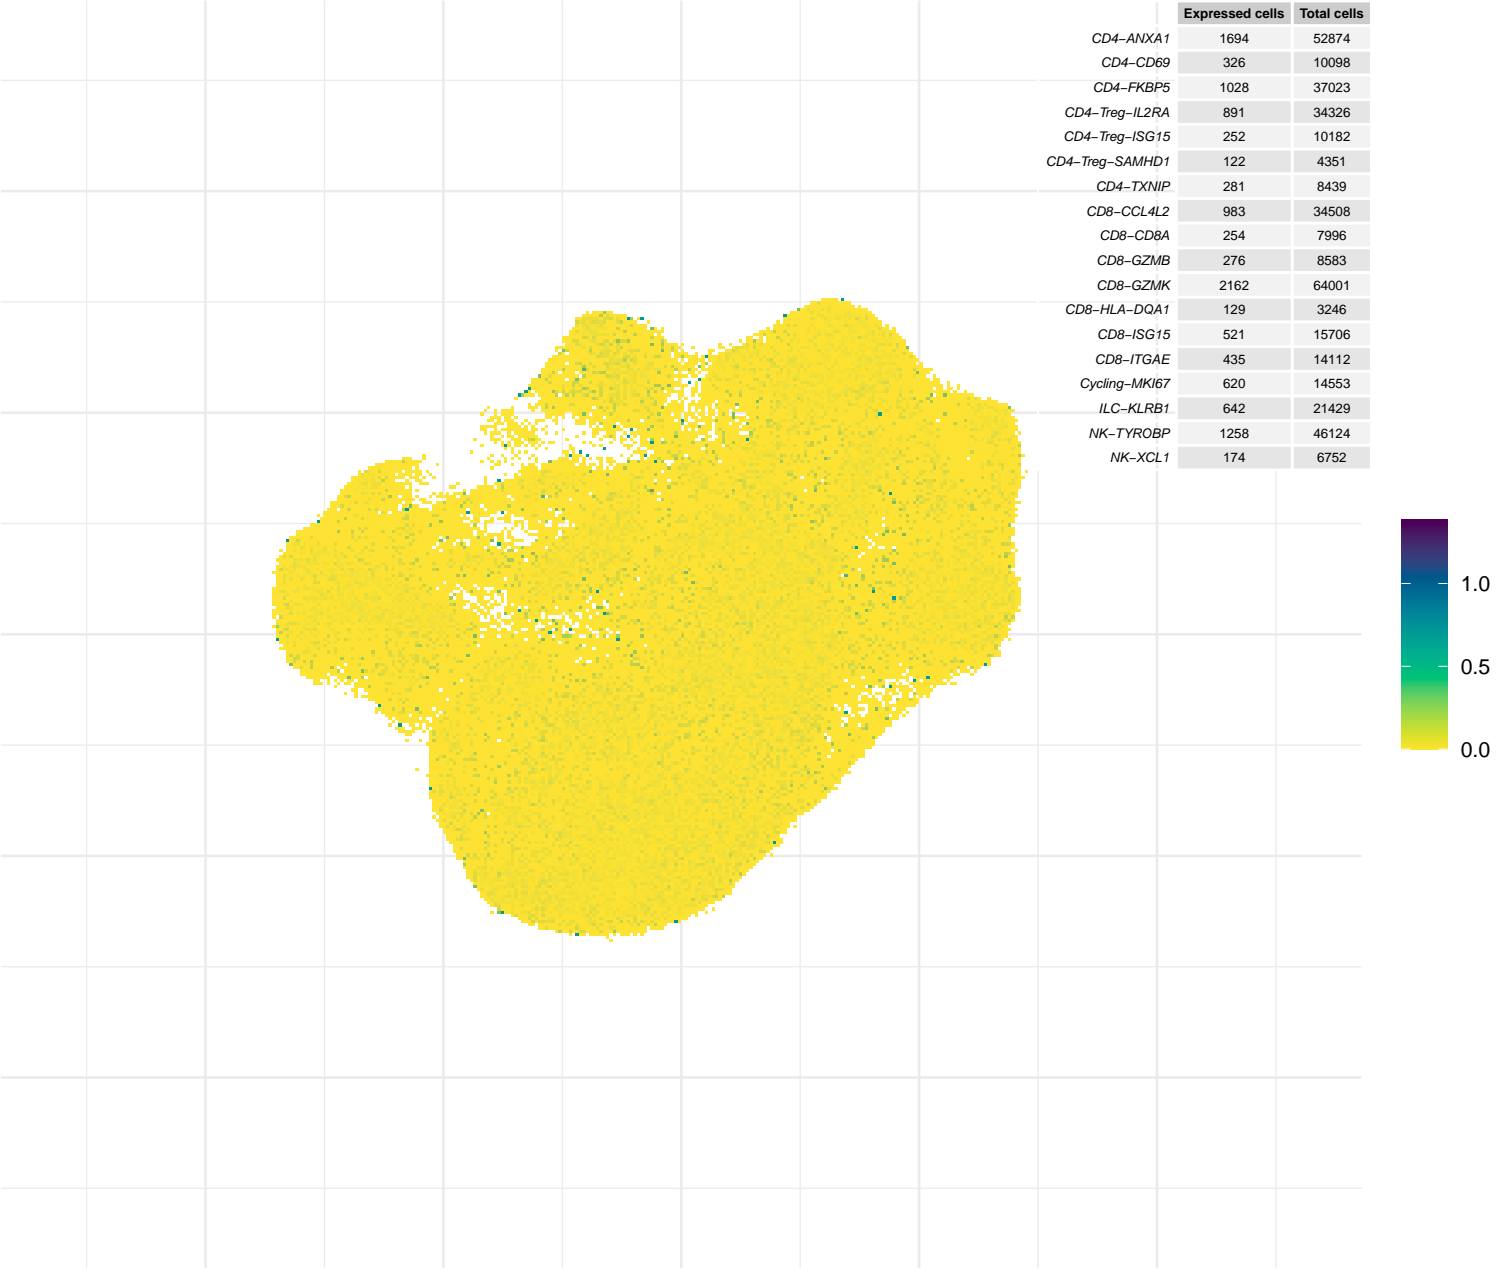 Expressed cells Total cells
CD4−ANXA1 1694 52874
CD4−CD69 326 10098
CD4−FKBP5 1028 37023
CD4−Treg−IL2RA 891 34326
CD4−Treg−ISG15 252 10182
CD4−Treg−SAMHD1 122 4351
CD4−TXNIP 281 8439
CD8−CCL4L2 983 34508
CD8−CD8A 254 7996
CD8−GZMB 276 8583
CD8−GZMK 2162 64001
CD8−HLA−DQA1 129 3246
CD8−ISG15 521 15706
CD8−ITGAE 435 14112
Cycling−MKI67 620 14553
ILC−KLRB1 642 21429
NK−TYROBP 1258 46124
NK−XCL1 174 6752
1.0
0.5
0.0